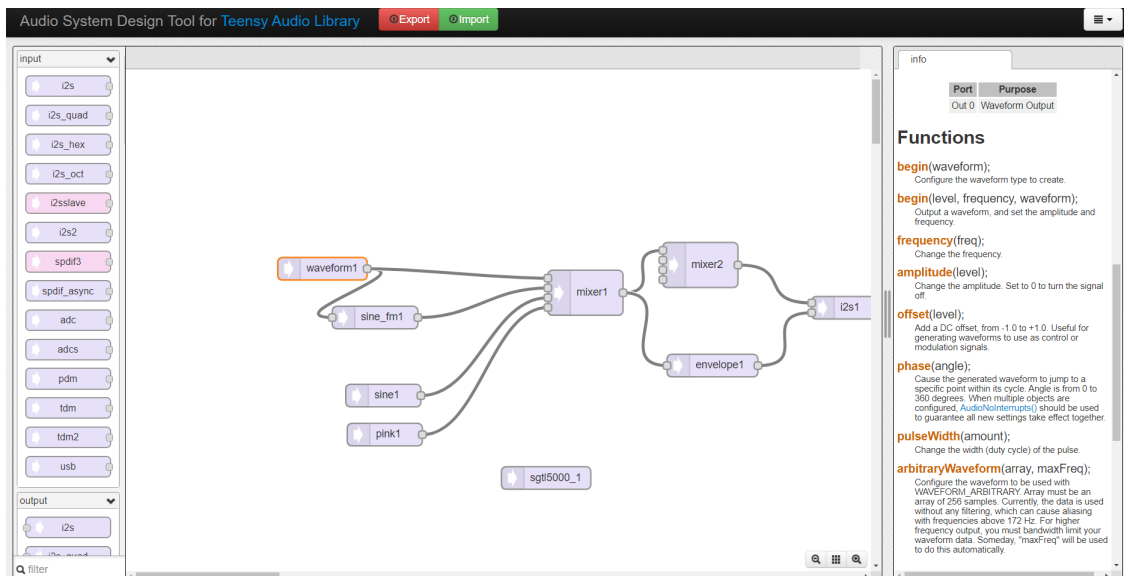 Audio System Design Tool for Teensy Audio Library
Export
Import
input
i2s
i2s_quad
i2s_hex
i2s_oct
i2sslave
i2s2
spdif3
spdif_async
adc
adcs
pdm
tdm
tdm2
usb
output
i2s
i2s_quad
filter
waveform1
sine_fm1
sine1
pink1
mixer1
mixer2
envelope1
i2s1
sgtl5000_1
info
Port Purpose
Out 0 Waveform Output
Functions
begin(waveform);
Configure the waveform type to create.
begin(level, frequency, waveform);
Output a waveform, and set the amplitude and
frequency.
frequency(freq);
Change the frequency.
amplitude(level);
Change the amplitude. Set to 0 to turn the signal
off.
offset(level);
Add a DC offset, from -1.0 to +1.0. Useful for
generating waveforms to use as control or
modulation signals.
phase(angle);
Cause the generated waveform to jump to a
specific point within its cycle. Angle is from 0 to
360 degrees. When multiple objects are
configured, AudioNoInterrupts() should be used
to guarantee all new settings take effect together.
pulseWidth(amount);
Change the width (duty cycle) of the pulse.
arbitraryWaveform(array, maxFreq);
Configure the waveform to be used with
WAVEFORM_ARBITRARY. Array must be an
array of 256 samples. Currently, the data is used
without any filtering, which can cause aliasing
with frequencies above 172 Hz. For higher
frequency output, you must bandwidth limit your
waveform data. Someday, "maxFreq" will be used
to do this automatically.